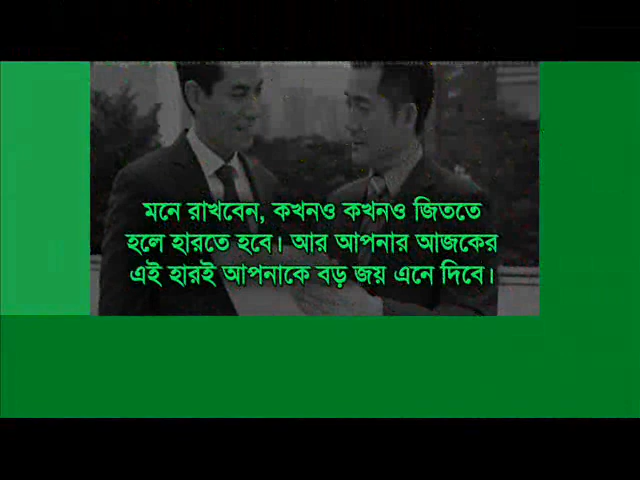 মনে রাখবেন, কখনও কখনও জিততে
হলে হারতে হবে। আর আপনার আজকের
এই হারই আপনাকে বড় জয় এনে দিবে।